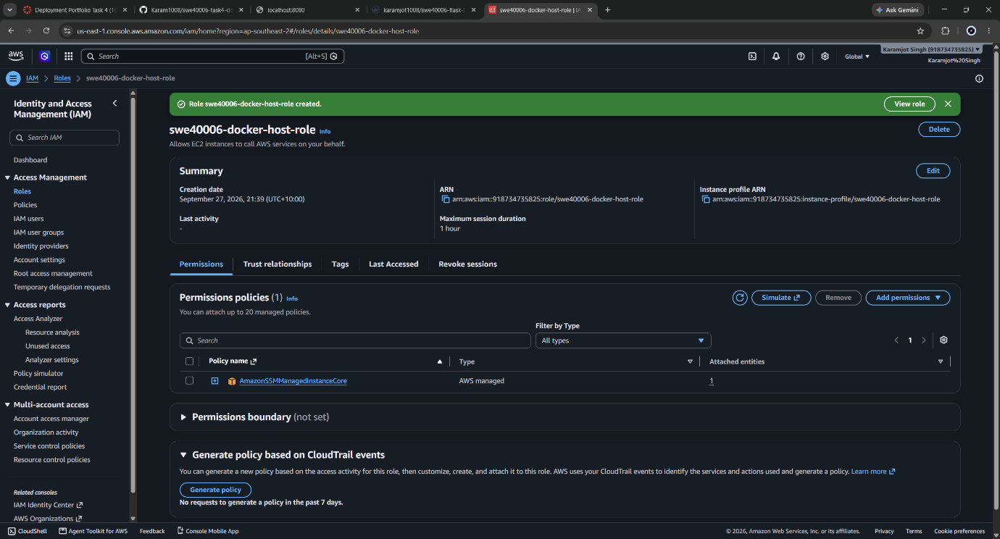 Deployment Portfolio Task 4 (10
Karam1008/swe40006-task4-do
localhost:8080
karamjot1008/swe40006-flask-t
swe40006-docker-host-role | IA
Ask Gemini
us-east-1.console.aws.amazon.com/iam/home?region=ap-southeast-2#/roles/details/swe40006-docker-host-role
aws
Search
[Alt+S]
Global
Karamjot Singh (918734735825)
Karamjot%20Singh
IAM
Roles
swe40006-docker-host-role
Identity and Access
Management (IAM)
Search IAM
Dashboard
Access Management
Roles
Policies
IAM users
IAM user groups
Identity providers
Account settings
Root access management
Temporary delegation requests
Access reports
Access Analyzer
Resource analysis
Unused access
Analyzer settings
Policy simulator
Credential report
Multi-account access
Account access manager
Organization activity
Service control policies
Resource control policies
Related consoles
IAM Identity Center
AWS Organizations
Role swe40006-docker-host-role created.
View role
swe40006-docker-host-role
Info
Delete
Allows EC2 instances to call AWS services on your behalf.
Summary
Edit
Creation date
September 27, 2026, 21:39 (UTC+10:00)
Last activity
-
ARN
arn:aws:iam::918734735825:role/swe40006-docker-host-role
Maximum session duration
1 hour
Instance profile ARN
arn:aws:iam::918734735825:instance-profile/swe40006-docker-host-role
Permissions
Trust relationships
Tags
Last Accessed
Revoke sessions
Permissions policies (1)
Info
Simulate
Remove
Add permissions
You can attach up to 20 managed policies.
Filter by Type
Search
All types
1
Policy name
Type
Attached entities
AmazonSSMManagedInstanceCore
AWS managed
1
Permissions boundary (not set)
Generate policy based on CloudTrail events
You can generate a new policy based on the access activity for this role, then customize, create, and attach it to this role. AWS uses your CloudTrail events to identify the services and actions used and generate a policy. Learn more
Generate policy
No requests to generate a policy in the past 7 days.
CloudShell
Agent Toolkit for AWS
Feedback
Console Mobile App
© 2026, Amazon Web Services, Inc. or its affiliates.
Privacy
Terms
Cookie preferences